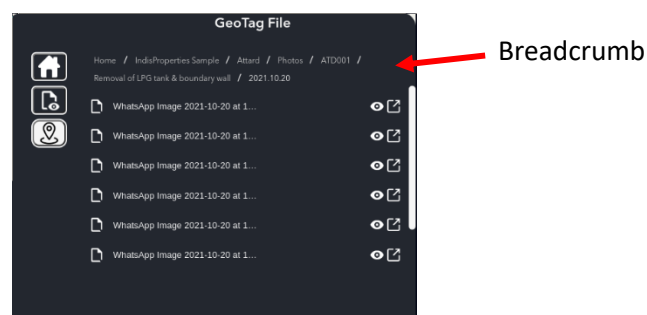 GeoTag File
Breadcrumb
Home / IndisProperties Sample / Attard / Photos / ATD001 /
Removal of LPG tank & boundary wall / 2021.10.20
WhatsApp Image 2021-10-20 at 1...
WhatsApp Image 2021-10-20 at 1...
WhatsApp Image 2021-10-20 at 1...
WhatsApp Image 2021-10-20 at 1...
WhatsApp Image 2021-10-20 at 1...
WhatsApp Image 2021-10-20 at 1...